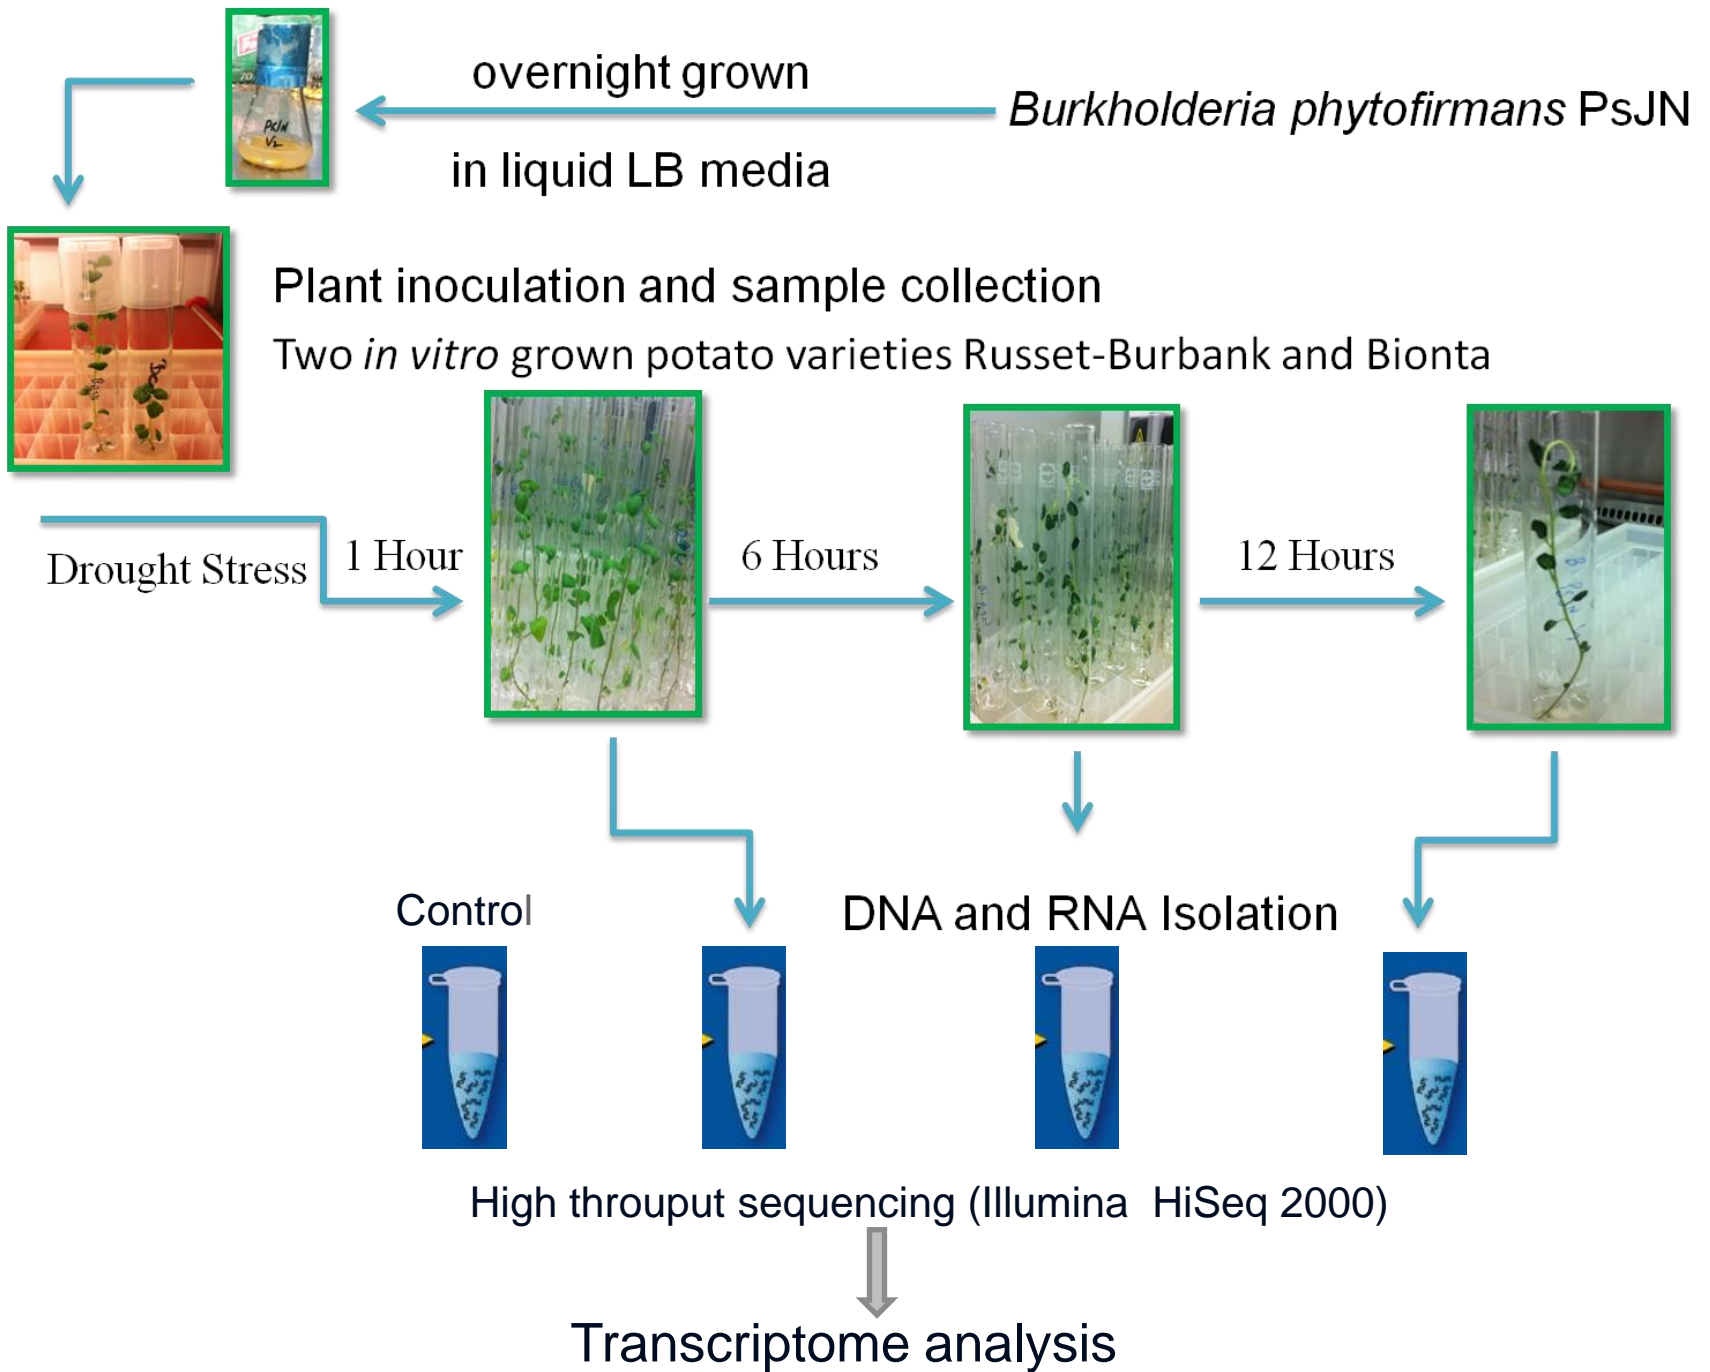 overnight grown
Burkholderia phytofirmans PsJN
in liquid LB media
PsJN
V2
Plant inoculation and sample collection
Two in vitro grown potato varieties Russet-Burbank and Bionta
Drought Stress
1 Hour
6 Hours
12 Hours
Control
DNA and RNA Isolation
High throuput sequencing (Illumina HiSeq 2000)
Transcriptome analysis